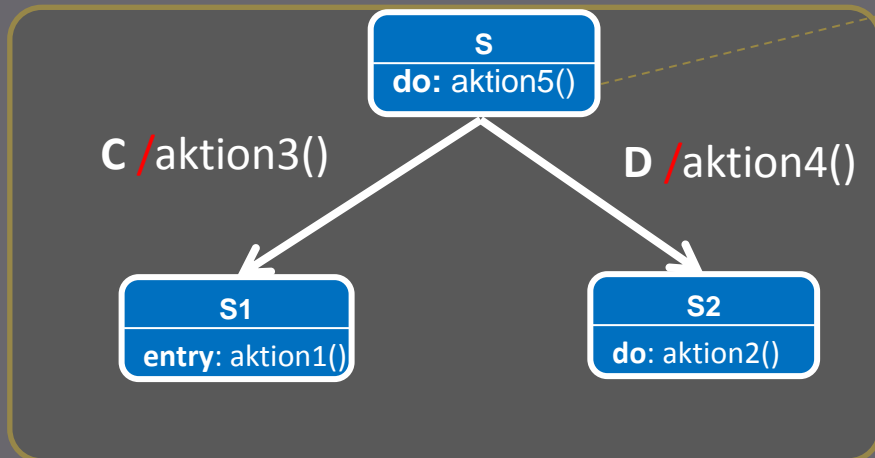 S
do: aktion5()
C /aktion3()
D /aktion4()
S1
entry: aktion1()
S2
do: aktion2()